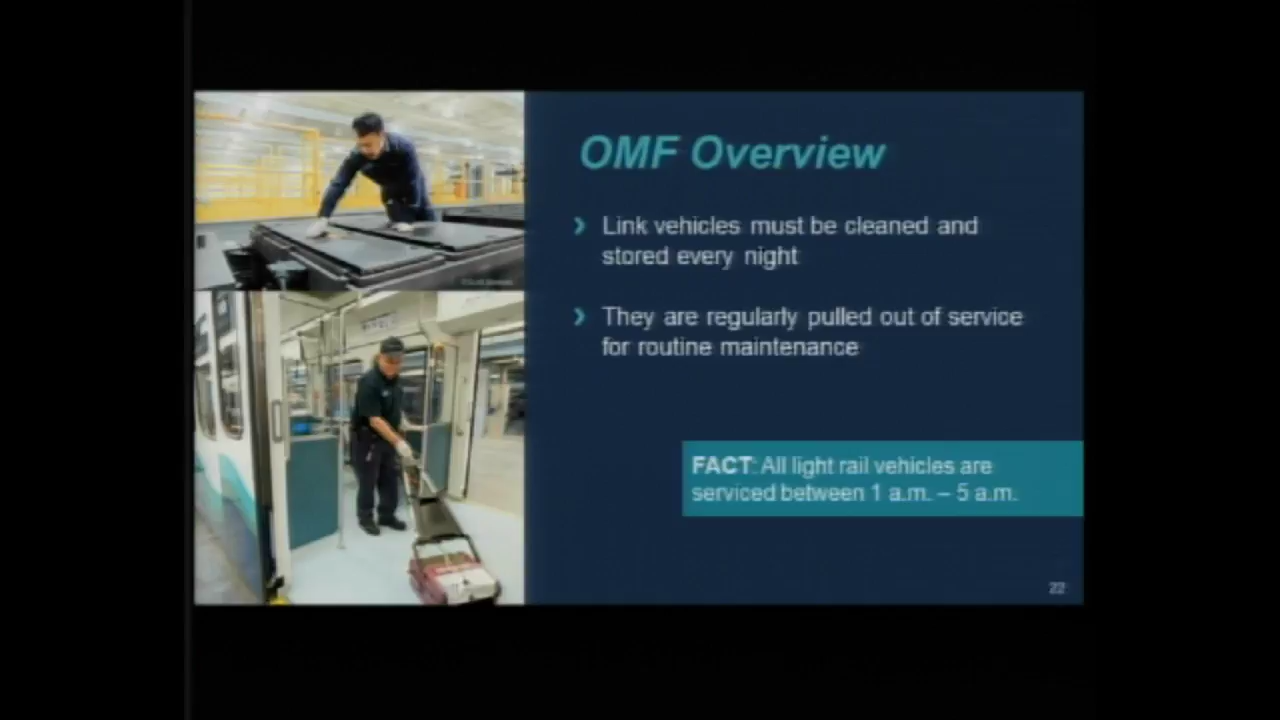 OMF Overview
› Link vehicles must be cleaned and
stored every night
› They are regularly pulled out of service
for routine maintenance
FACT: All light rail vehicles are
serviced between 1 a.m. – 5 a.m.
22